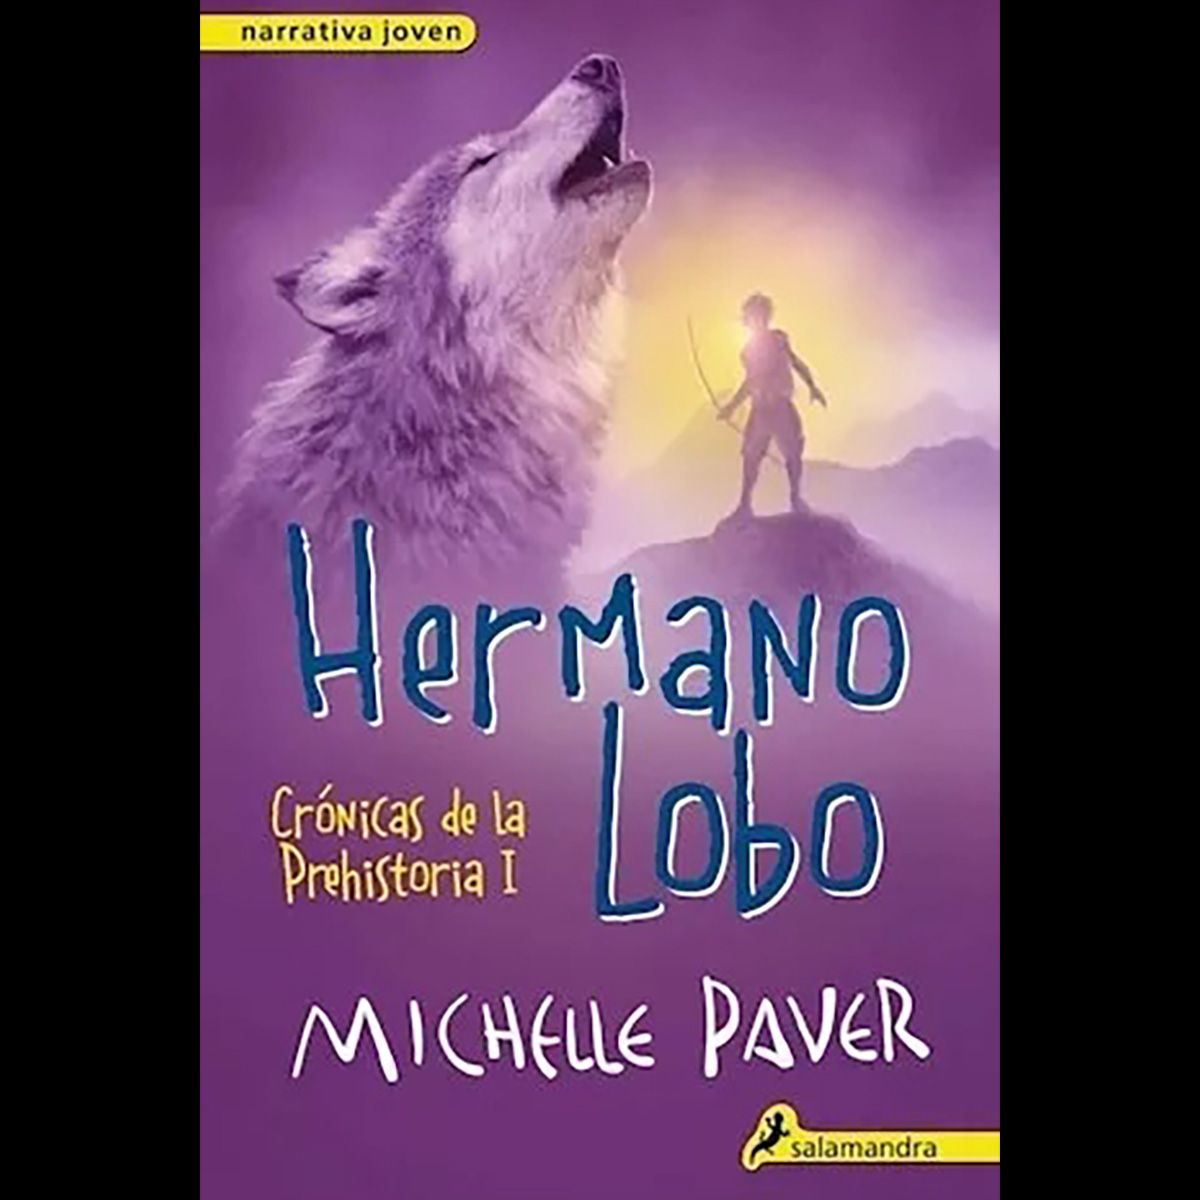 narrativa joven
Hermano
Lobo
Crónicas de la
Prehistoria I
Michelle Paver
salamandra